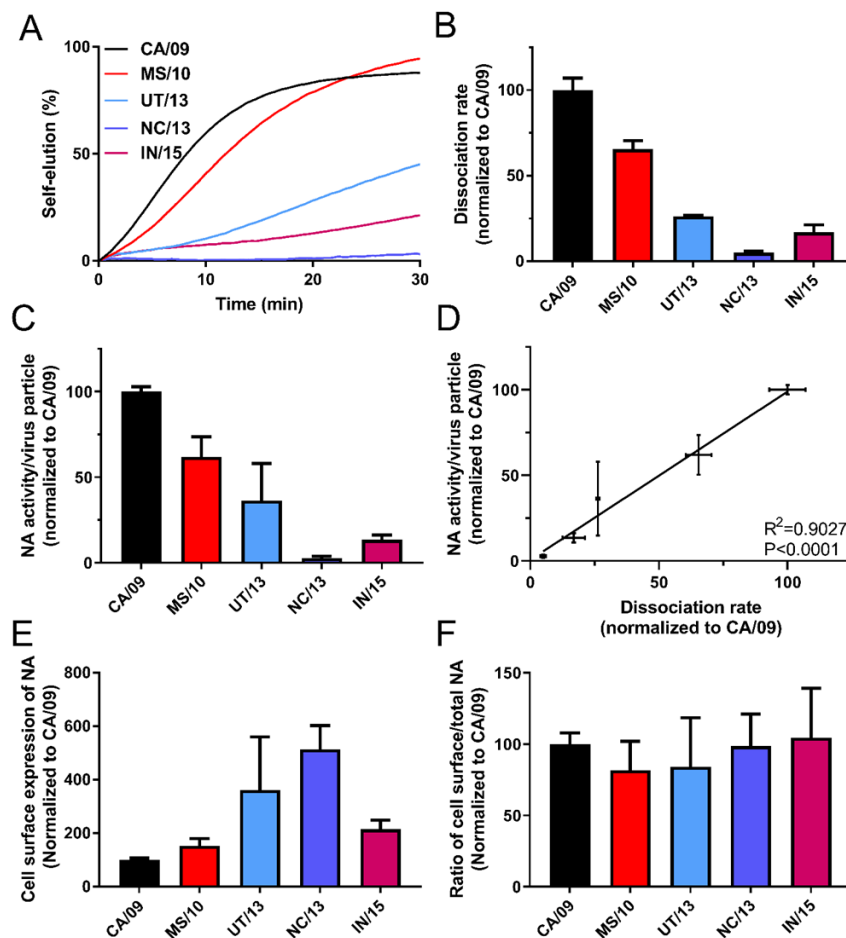 A
CA/09
MS/10
UT/13
NC/13
IN/15
Self-elution (%)
100
50
0
0
10
20
30
Time (min)
B
Dissociation rate
(normalized to CA/09)
100
75
50
25
0
CA/09
MS/10
UT/13
NC/13
IN/15
C
NA activity/virus particle
(normalized to CA/09)
100
50
0
CA/09
MS/10
UT/13
NC/13
IN/15
D
NA activity/virus particle
(normalized to CA/09)
100
50
0
0
50
100
R2=0.9027
P<0.0001
Dissociation rate
(normalized to CA/09)
E
Cell surface expression of NA
(Normalized to CA/09)
800
600
400
200
0
CA/09
MS/10
UT/13
NC/13
IN/15
F
Ratio of cell surface/total NA
(Normalized to CA/09)
150
100
50
0
CA/09
MS/10
UT/13
NC/13
IN/15